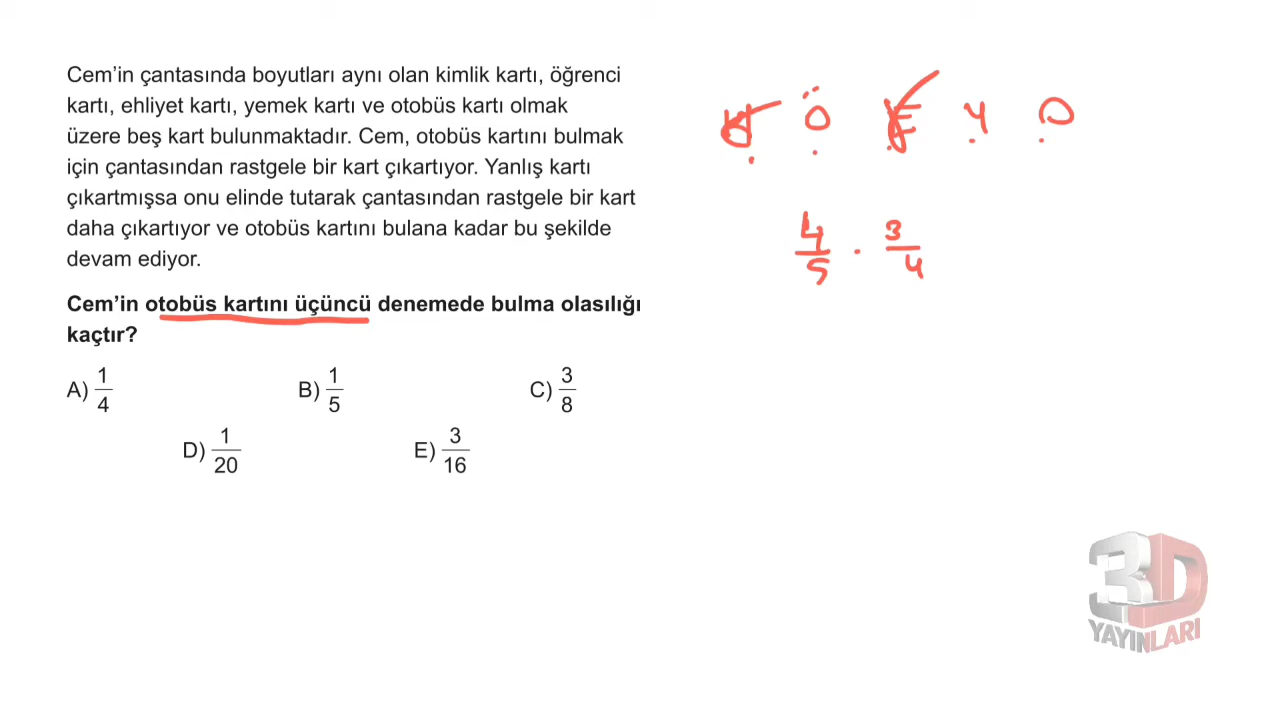 Cem'in çantasında boyutları aynı olan kimlik kartı, öğrenci
kartı, ehliyet kartı, yemek kartı ve otobüs kartı olmak
üzere beş kart bulunmaktadır. Cem, otobüs kartını bulmak
için çantasından rastgele bir kart çıkartıyor. Yanlış kartı
çıkartmışsa onu elinde tutarak çantasından rastgele bir kart
daha çıkartıyor ve otobüs kartını bulana kadar bu şekilde
devam ediyor.
Cem'in otobüs kartını üçüncü denemede bulma olasılığı
kaçtır?
A) 1/4 B) 1/5 C) 3/8
D) 1/20 E) 3/16
Ö E Y O
4/5 · 3/4
3D
YAYINLARI